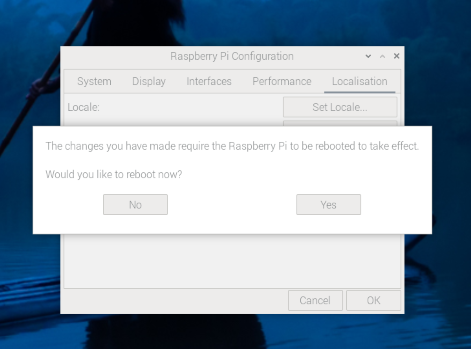 Raspberry Pi Configuration
System Display Interfaces Performance Localisation
Locale: Set Locale...
The changes you have made require the Raspberry Pi to be rebooted to take effect.
Would you like to reboot now?
No Yes
Cancel OK